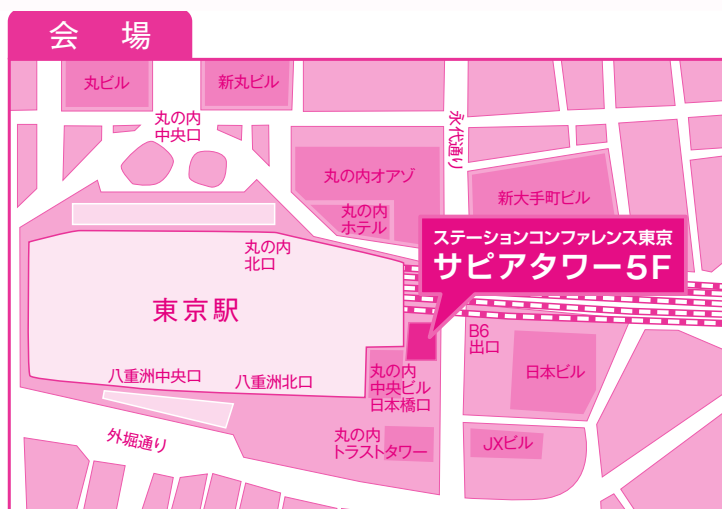 会 場
丸ビル
新丸ビル
丸の内
中央口
永代通り
丸の内オアゾ
丸の内
ホテル
新大手町ビル
ステーションコンファレンス東京
サピアタワー5F
丸の内
北口
東京駅
B6
出口
八重洲中央口
八重洲北口
丸の内
中央ビル
日本橋口
日本ビル
外堀通り
丸の内
トラストタワー
JXビル